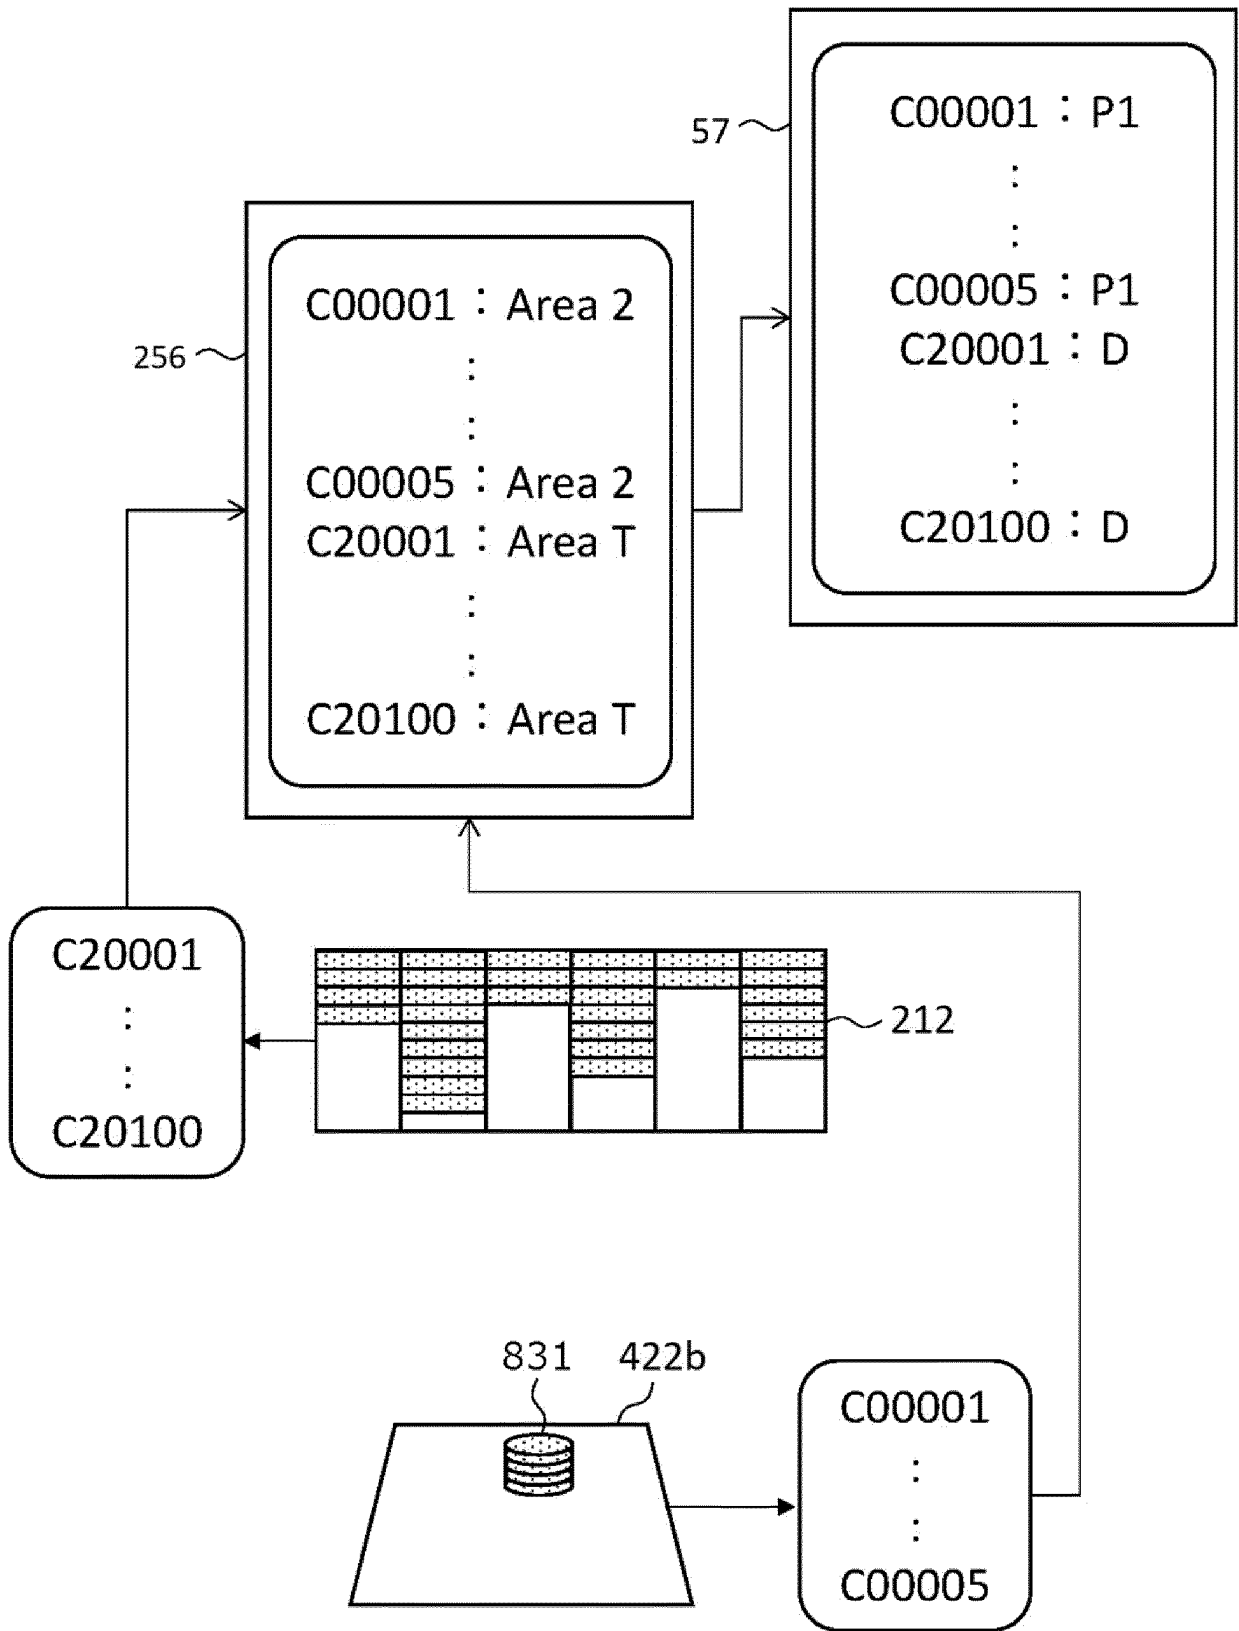 57
C00001 : P1
:
:
C00005 : P1
C20001 : D
:
:
C20100 : D
256
C00001 : Area 2
:
:
C00005 : Area 2
C20001 : Area T
:
:
C20100 : Area T
C20001
:
:
C20100
212
831
422b
C00001
:
:
C00005